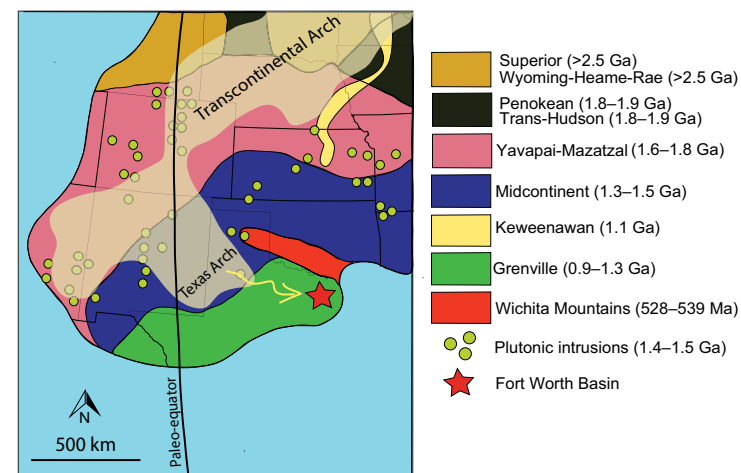 Transcontinental Arch
Texas Arch
Paleo-equator
N
500 km
Superior (>2.5 Ga)
Wyoming-Heame-Rae (>2.5 Ga)
Penokean (1.8–1.9 Ga)
Trans-Hudson (1.8–1.9 Ga)
Yavapai-Mazatzal (1.6–1.8 Ga)
Midcontinent (1.3–1.5 Ga)
Keweenawan (1.1 Ga)
Grenville (0.9–1.3 Ga)
Wichita Mountains (528–539 Ma)
Plutonic intrusions (1.4–1.5 Ga)
Fort Worth Basin